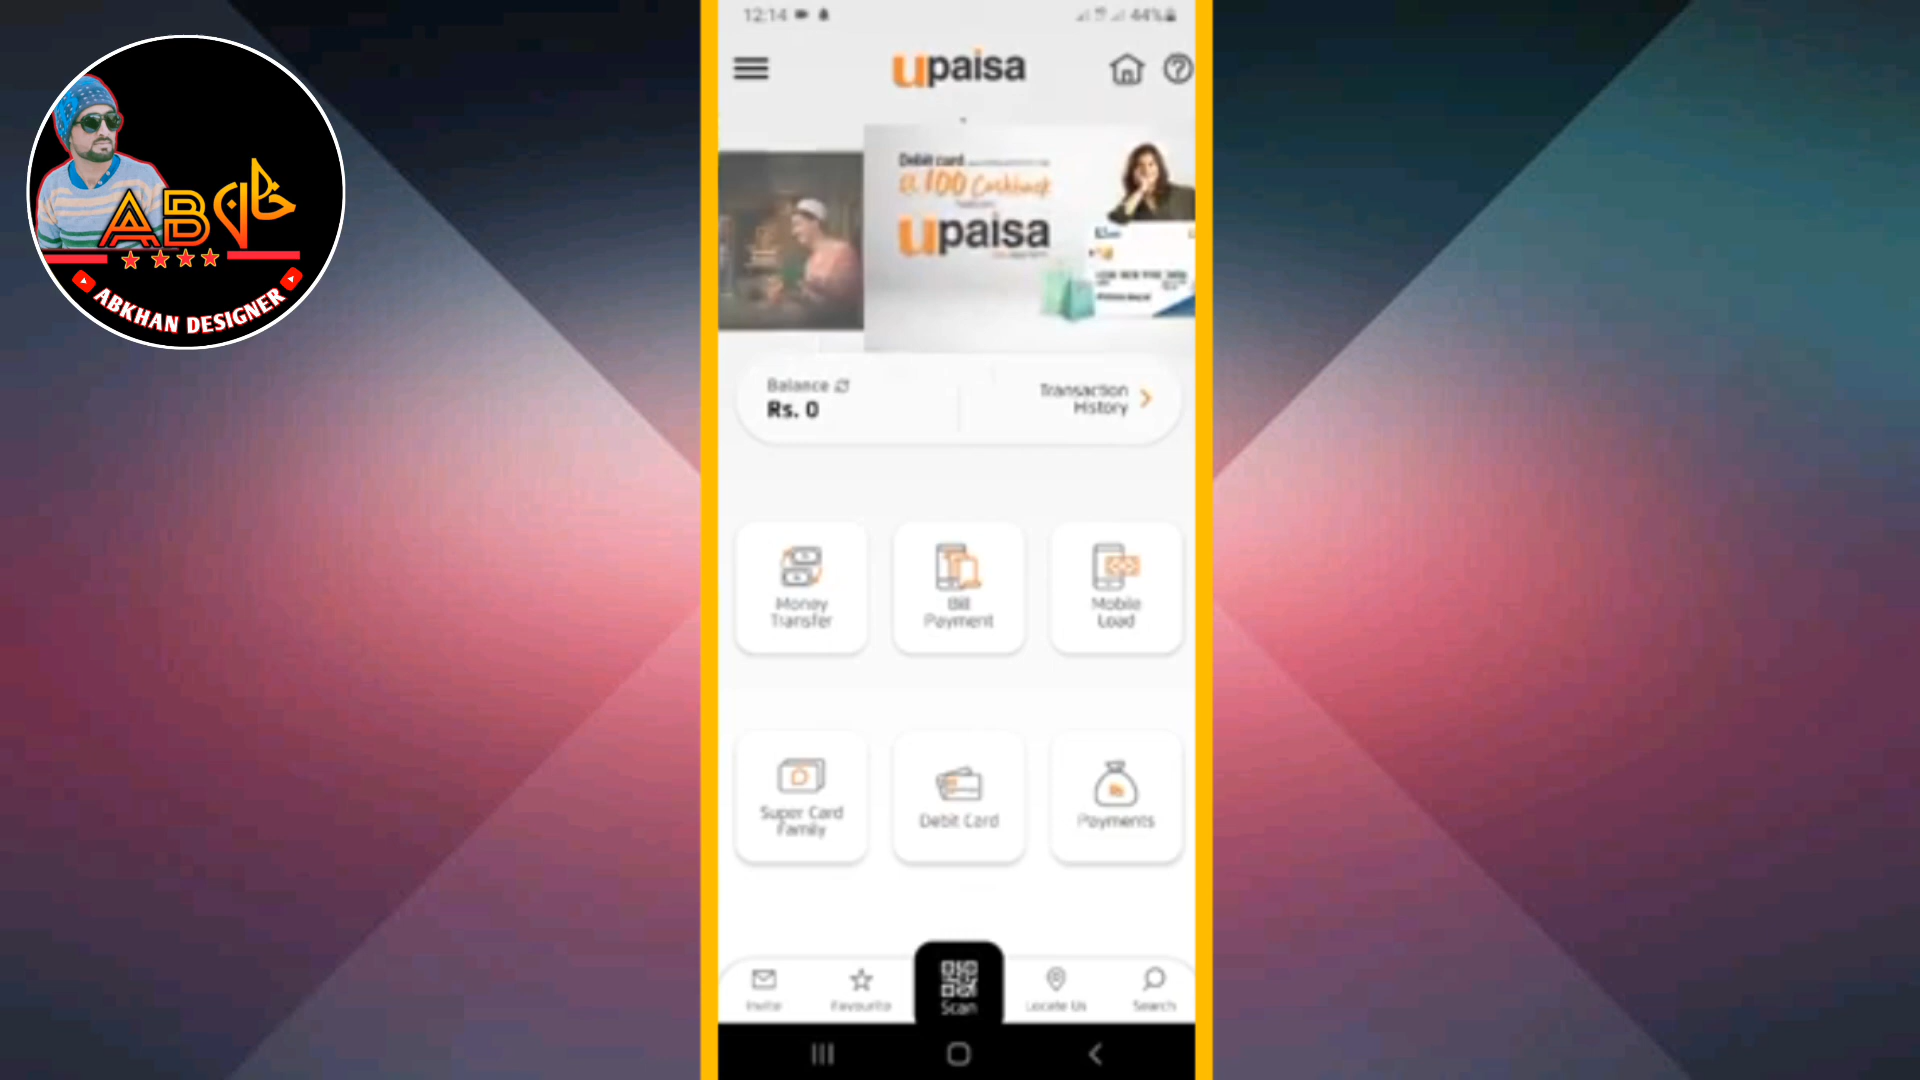 12:14
44%
upaisa
Debit card
100 Cashback
upaisa
Balance
Rs. 0
Transaction
History
Money
Transfer
Bill
Payment
Mobile
Load
Super Card
Family
Debit Card
Payments
Invite
Favourite
Scan
Locate Us
Search
AB خان
ABKHAN DESIGNER